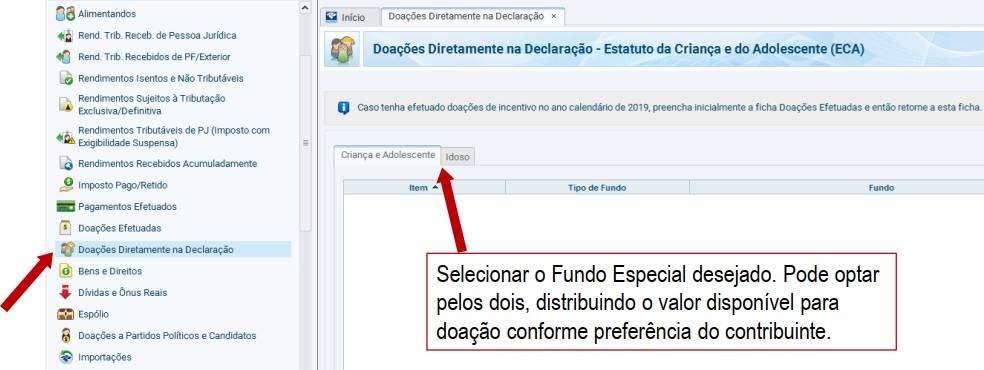 Alimentandos
Rend. Trib. Receb. de Pessoa Jurídica
Rend. Trib. Recebidos de PF/Exterior
Rendimentos Isentos e Não Tributáveis
Rendimentos Sujeitos à Tributação
Exclusiva/Definitiva
Rendimentos Tributáveis de PJ (Imposto com
Exigibilidade Suspensa)
Rendimentos Recebidos Acumuladamente
Imposto Pago/Retido
Pagamentos Efetuados
Doações Efetuadas
Doações Diretamente na Declaração
Bens e Direitos
Dívidas e Ônus Reais
Espólio
Doações a Partidos Políticos e Candidatos
Importações
Início
Doações Diretamente na Declaração ×
Doações Diretamente na Declaração - Estatuto da Criança e do Adolescente (ECA)
Caso tenha efetuado doações de incentivo no ano calendário de 2019, preencha inicialmente a ficha Doações Efetuadas e então retorne a esta ficha.
Criança e Adolescente
Idoso
Item
Tipo de Fundo
Fundo
Selecionar o Fundo Especial desejado. Pode optar
pelos dois, distribuindo o valor disponível para
doação conforme preferência do contribuinte.